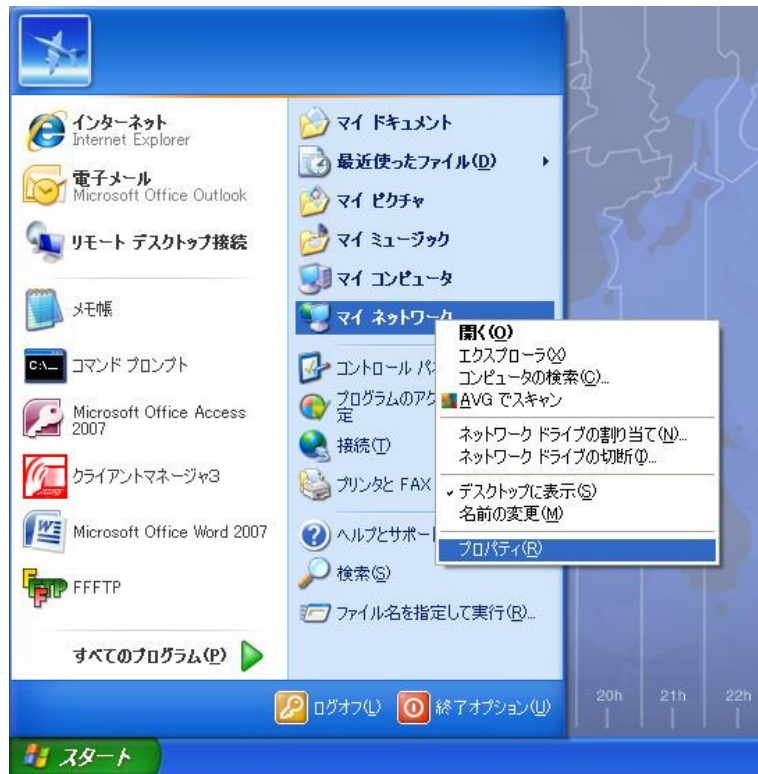 インターネット
Internet Explorer
電子メール
Microsoft Office Outlook
リモート デスクトップ接続
メモ帳
C:\_
コマンド プロンプト
Microsoft Office Access
2007
クライアントマネージャ3
Microsoft Office Word 2007
FFFTP
すべてのプログラム(P)
マイ ドキュメント
最近使ったファイル(D)
マイ ピクチャ
マイ ミュージック
マイ コンピュータ
マイ ネットワーク
コントロール パ
プログラムのアク
定
接続(T)
プリンタと FAX
ヘルプとサポート
検索(S)
ファイル名を指定して実行(R)...
開く(O)
エクスプローラ(X)
コンピュータの検索(C)...
AVG でスキャン
ネットワーク ドライブの割り当て(N)...
ネットワーク ドライブの切断(I)...
デスクトップに表示(S)
名前の変更(M)
プロパティ(R)
ログオフ(L)
終了オプション(U)
20h 21h 22h
スタート